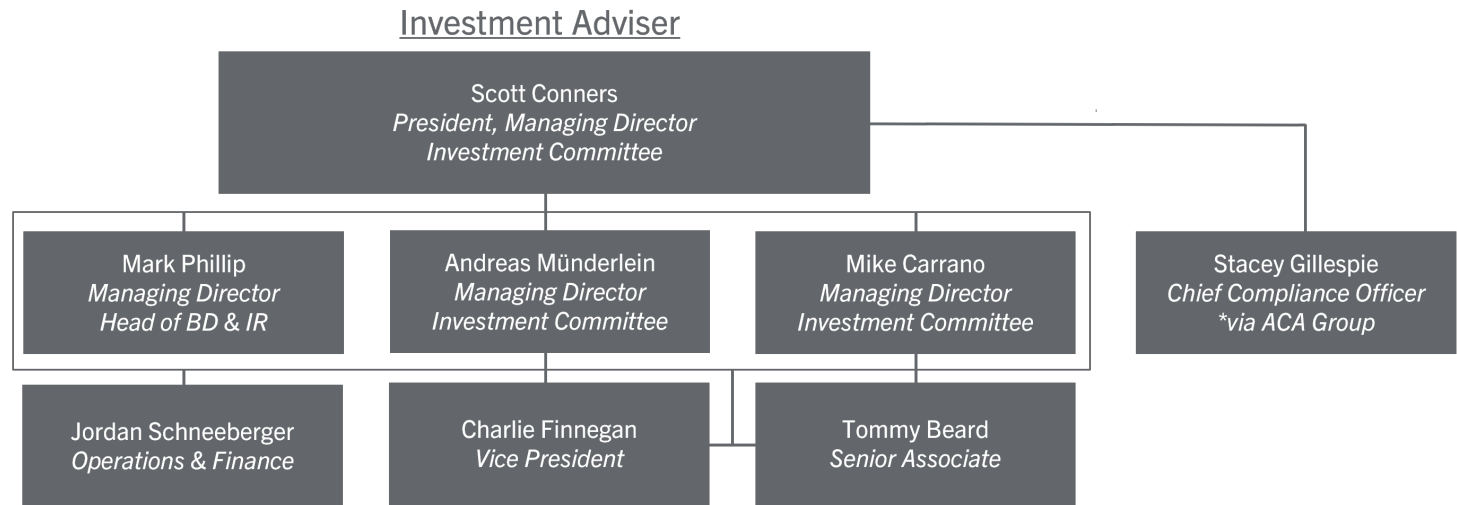 Investment Adviser
Scott Conners
President, Managing Director
Investment Committee
Mark Phillip
Managing Director
Head of BD & IR
Andreas Münderlein
Managing Director
Investment Committee
Mike Carrano
Managing Director
Investment Committee
Stacey Gillespie
Chief Compliance Officer
*via ACA Group
Jordan Schneeberger
Operations & Finance
Charlie Finnegan
Vice President
Tommy Beard
Senior Associate